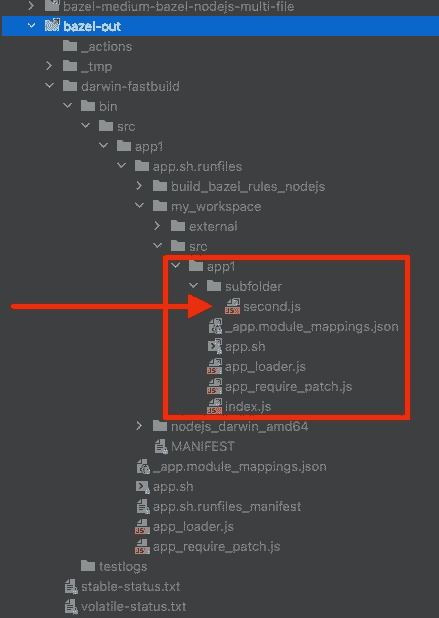 bazel-medium-bazel-nodejs-multi-file
bazel-out
_actions
_tmp
darwin-fastbuild
bin
src
app1
app.sh.runfiles
build_bazel_rules_nodejs
my_workspace
external
src
app1
subfolder
second.js
_app.module_mappings.json
app.sh
app_loader.js
app_require_patch.js
index.js
nodejs_darwin_amd64
MANIFEST
_app.module_mappings.json
app.sh
app.sh.runfiles_manifest
app_loader.js
app_require_patch.js
testlogs
stable-status.txt
volatile-status.txt